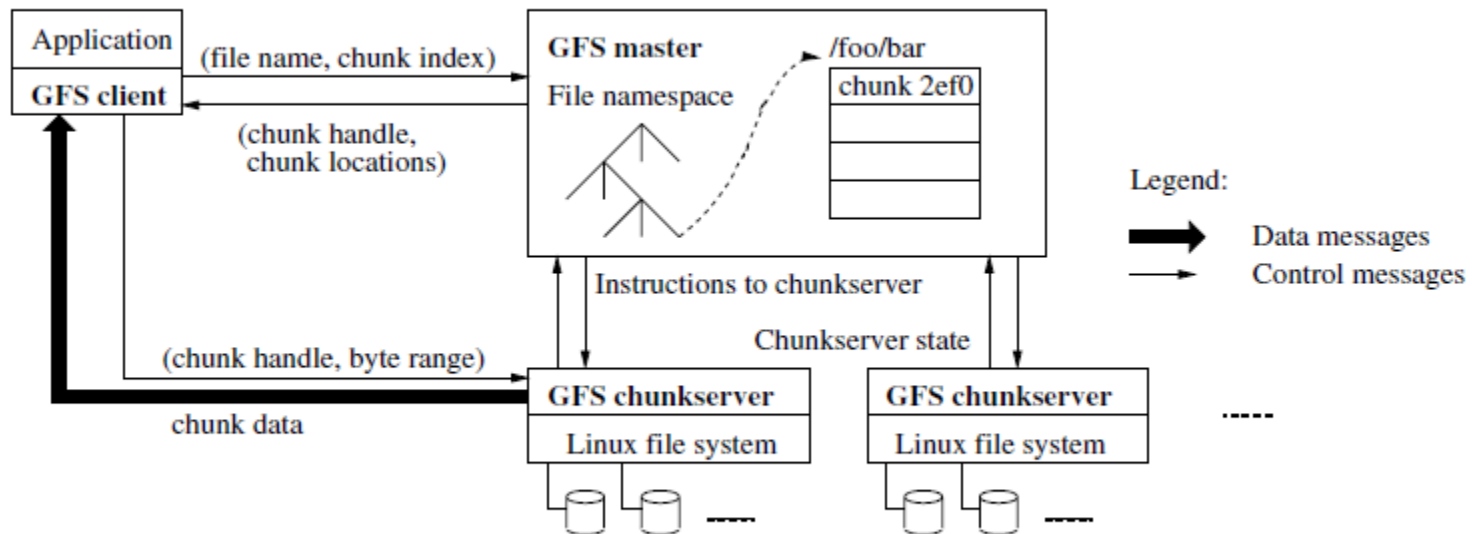 Application
GFS client
(file name, chunk index)
(chunk handle,
chunk locations)
GFS master
File namespace
/foo/bar
chunk 2ef0
Legend:
Data messages
Control messages
Instructions to chunkserver
Chunkserver state
(chunk handle, byte range)
chunk data
GFS chunkserver
Linux file system
GFS chunkserver
Linux file system